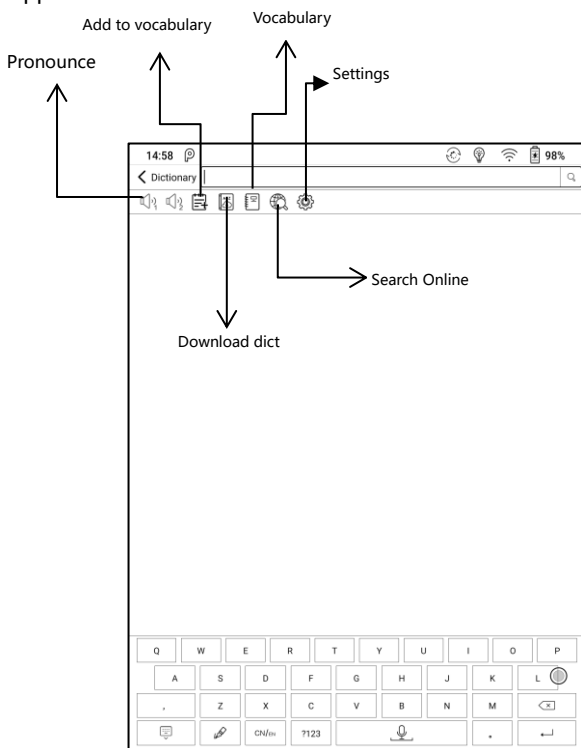 Add to vocabulary
Vocabulary
Pronounce
Settings
14:58
98%
Dictionary
Search Online
Download dict
Q W E R T Y U I O P
A S D F G H J K L
, Z X C V B N M
CN/EN ?123 .